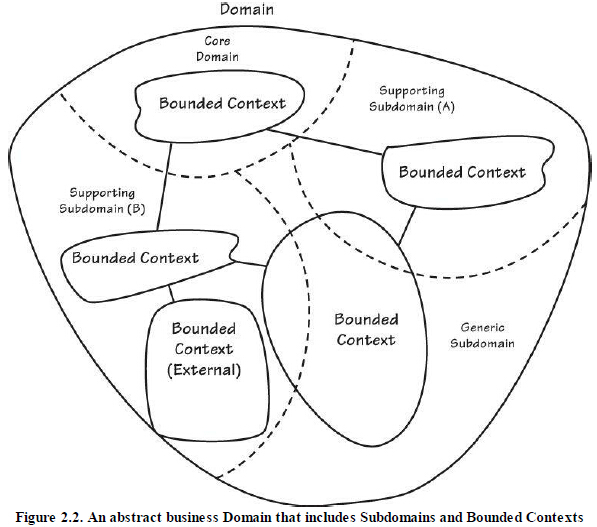 Domain
Core
Domain
Bounded Context
Supporting
Subdomain (A)
Bounded Context
Supporting
Subdomain (B)
Bounded Context
Bounded
Context
(External)
Bounded
Context
Generic
Subdomain
Figure 2.2. An abstract business Domain that includes Subdomains and Bounded Contexts